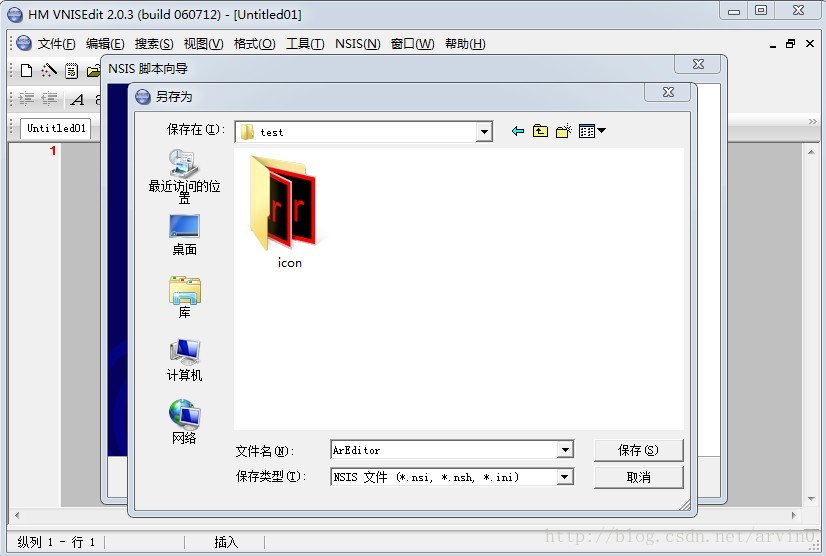 HM VNISEdit 2.0.3 (build 060712) - [Untitled01]
文件(F) 编辑(E) 搜索(S) 视图(V) 格式(O) 工具(T) NSIS(N) 窗口(W) 帮助(H)
NSIS 脚本向导
另存为
Untitled01
保存在(I):
test
1
最近访问的位
置
icon
桌面
库
计算机
网络
文件名(N):
ArEditor
保存(S)
保存类型(T):
NSIS 文件 (*.nsi, *.nsh, *.ini)
取消
纵列 1 - 行 1
插入
http://blog.csdn.net/arvin0